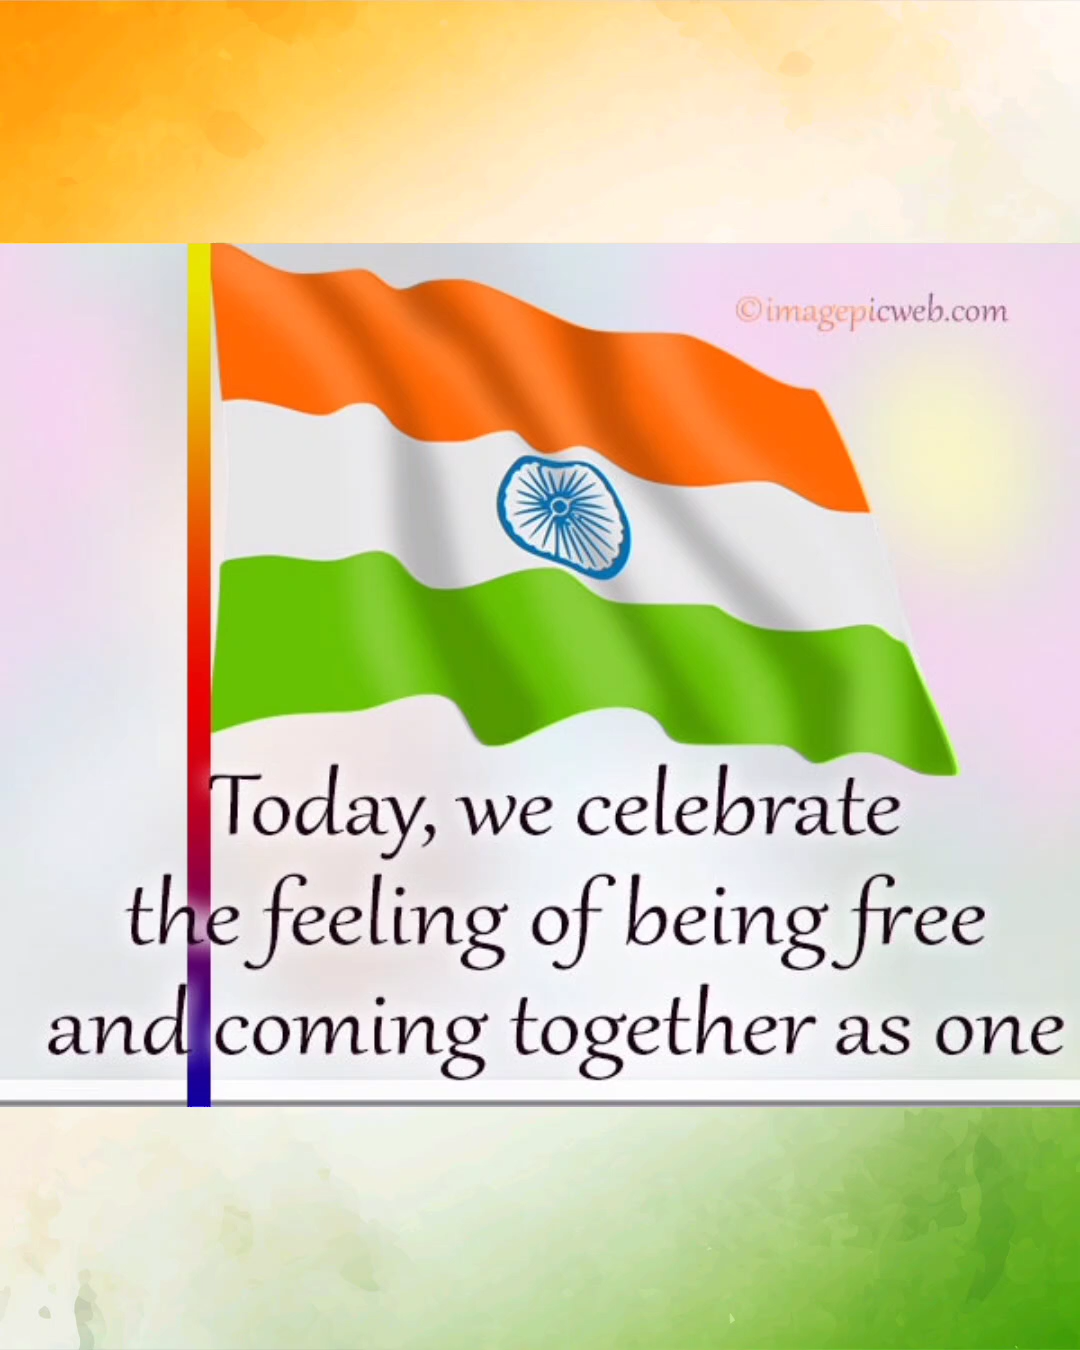 ©imagepicweb.com
Today, we celebrate
the feeling of being free
and coming together as one